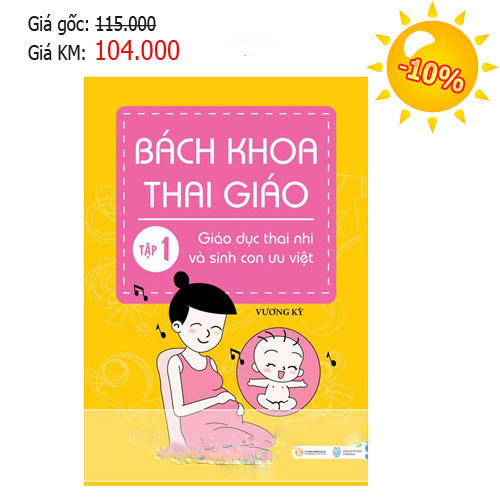 Giá gốc: 115.000
Giá KM: 104.000
-10%
BÁCH KHOA
THAI GIÁO
TẬP 1
Giáo dục thai nhi
và sinh con ưu việt
VƯƠNG KỲ